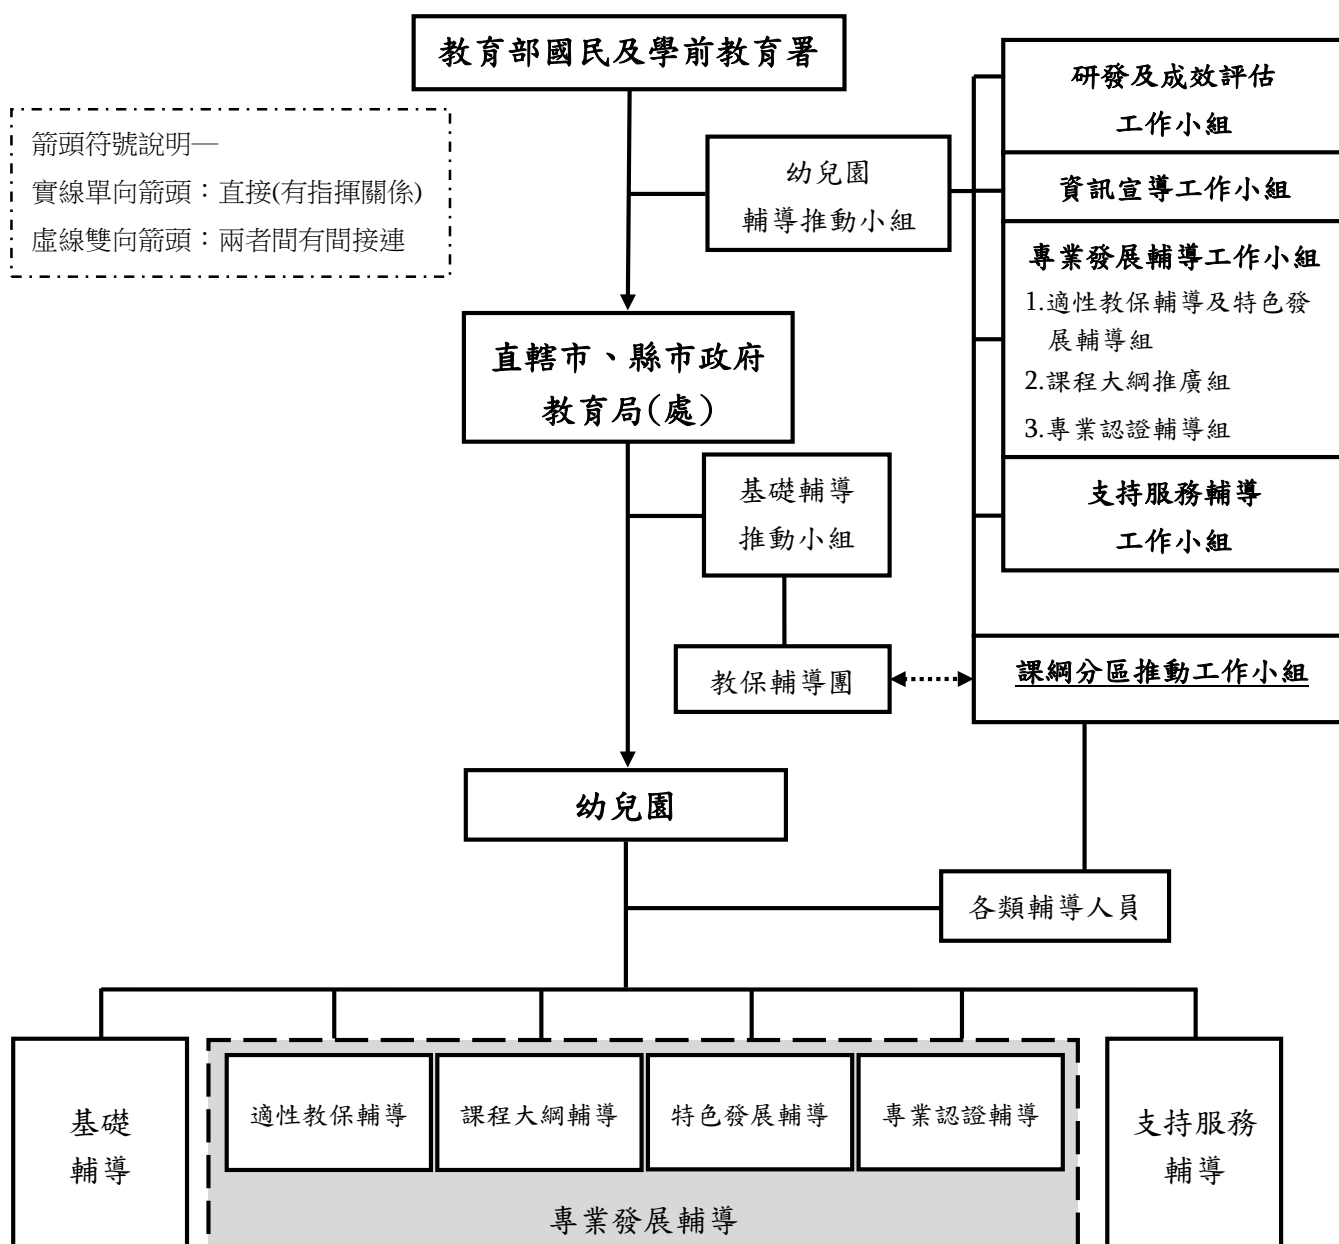 教育部國民及學前教育署
箭頭符號說明—
實線單向箭頭：直接(有指揮關係)
虛線雙向箭頭：兩者間有間接連
幼兒園
輔導推動小組
研發及成效評估
工作小組
資訊宣導工作小組
專業發展輔導工作小組
1.適性教保輔導及特色發
展輔導組
2.課程大綱推廣組
3.專業認證輔導組
支持服務輔導
工作小組
直轄市、縣市政府
教育局(處)
基礎輔導
推動小組
教保輔導團
課綱分區推動工作小組
幼兒園
各類輔導人員
基礎
輔導
適性教保輔導
課程大綱輔導
特色發展輔導
專業認證輔導
專業發展輔導
支持服務
輔導